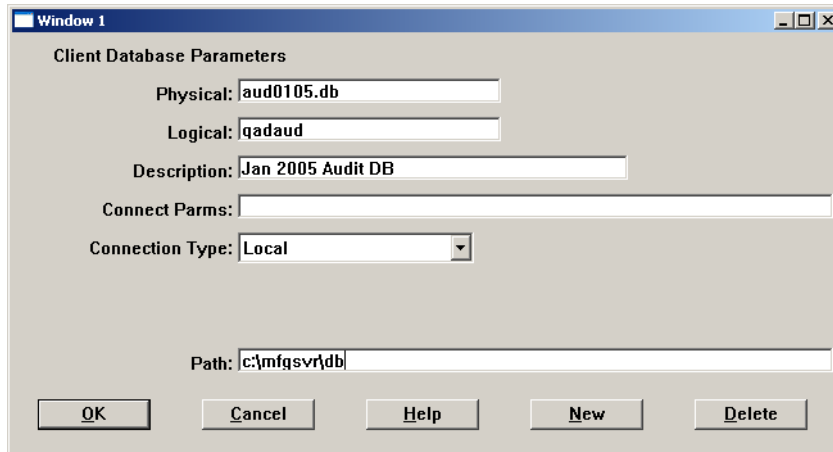 Window 1
Client Database Parameters
Physical: aud0105.db
Logical: qadaud
Description: Jan 2005 Audit DB
Connect Parms:
Connection Type: Local
Path: c:\mfgsvr\db
OK Cancel Help New Delete